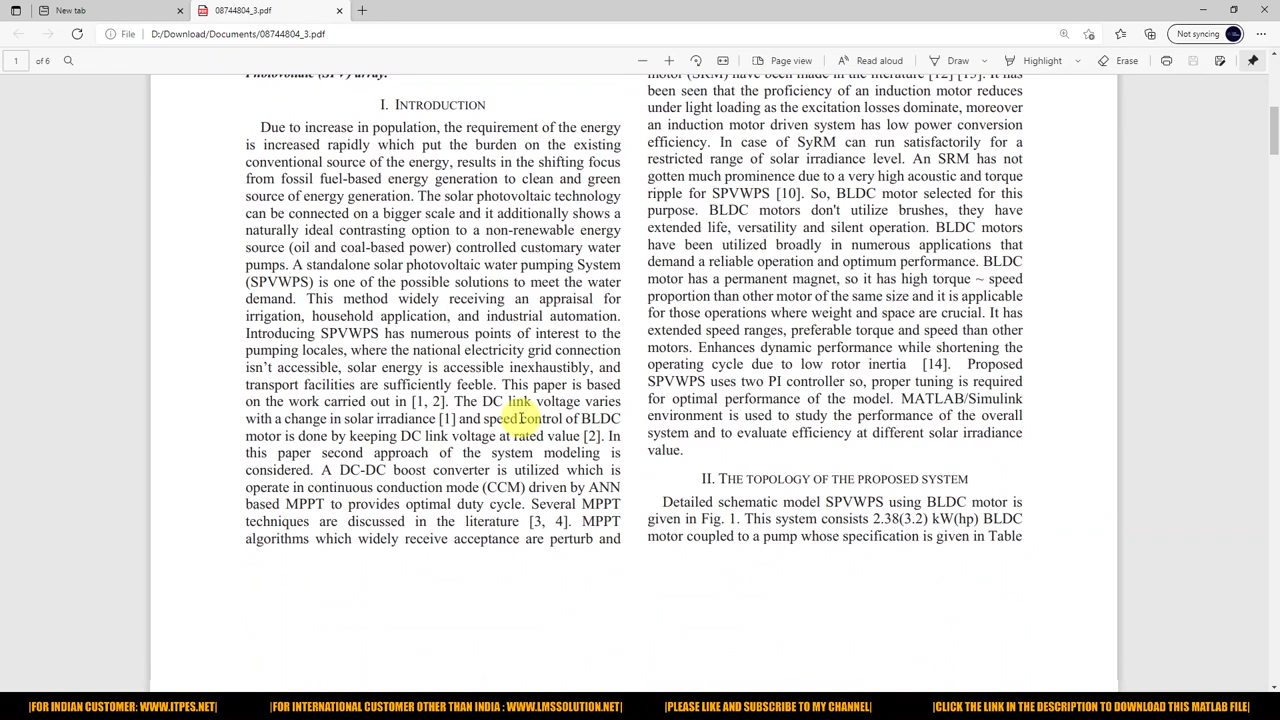 New tab
08744804_3.pdf
File
D:/Download/Documents/08744804_3.pdf
Not syncing
1
of 6
Page view
Read aloud
Draw
Highlight
Erase
Photovoltaic (SPV) array.
I. INTRODUCTION
Due to increase in population, the requirement of the energy
is increased rapidly which put the burden on the existing
conventional source of the energy, results in the shifting focus
from fossil fuel-based energy generation to clean and green
source of energy generation. The solar photovoltaic technology
can be connected on a bigger scale and it additionally shows a
naturally ideal contrasting option to a non-renewable energy
source (oil and coal-based power) controlled customary water
pumps. A standalone solar photovoltaic water pumping System
(SPVWPS) is one of the possible solutions to meet the water
demand. This method widely receiving an appraisal for
irrigation, household application, and industrial automation.
Introducing SPVWPS has numerous points of interest to the
pumping locales, where the national electricity grid connection
isn't accessible, solar energy is accessible inexhaustibly, and
transport facilities are sufficiently feeble. This paper is based
on the work carried out in [1, 2]. The DC link voltage varies
with a change in solar irradiance [1] and speed control of BLDC
motor is done by keeping DC link voltage at rated value [2]. In
this paper second approach of the system modeling is
considered. A DC-DC boost converter is utilized which is
operate in continuous conduction mode (CCM) driven by ANN
based MPPT to provides optimal duty cycle. Several MPPT
techniques are discussed in the literature [3, 4]. MPPT
algorithms which widely receive acceptance are perturb and
motor (SRM) have been made in the literature [12] [13]. It has
been seen that the proficiency of an induction motor reduces
under light loading as the excitation losses dominate, moreover
an induction motor driven system has low power conversion
efficiency. In case of SyRM can run satisfactorily for a
restricted range of solar irradiance level. An SRM has not
gotten much prominence due to a very high acoustic and torque
ripple for SPVWPS [10]. So, BLDC motor selected for this
purpose. BLDC motors don't utilize brushes, they have
extended life, versatility and silent operation. BLDC motors
have been utilized broadly in numerous applications that
demand a reliable operation and optimum performance. BLDC
motor has a permanent magnet, so it has high torque ~ speed
proportion than other motor of the same size and it is applicable
for those operations where weight and space are crucial. It has
extended speed ranges, preferable torque and speed than other
motors. Enhances dynamic performance while shortening the
operating cycle due to low rotor inertia [14]. Proposed
SPVWPS uses two PI controller so, proper tuning is required
for optimal performance of the model. MATLAB/Simulink
environment is used to study the performance of the overall
system and to evaluate efficiency at different solar irradiance
value.
II. THE TOPOLOGY OF THE PROPOSED SYSTEM
Detailed schematic model SPVWPS using BLDC motor is
given in Fig. 1. This system consists 2.38(3.2) kW(hp) BLDC
motor coupled to a pump whose specification is given in Table
|FOR INDIAN CUSTOMER: WWW.ITPES.NET|
|FOR INTERNATIONAL CUSTOMER OTHER THAN INDIA : WWW.LMSSOLUTION.NET|
|PLEASE LIKE AND SUBSCRIBE TO MY CHANNEL|
|CLICK THE LINK IN THE DESCRIPTION TO DOWNLOAD THIS MATLAB FILE|